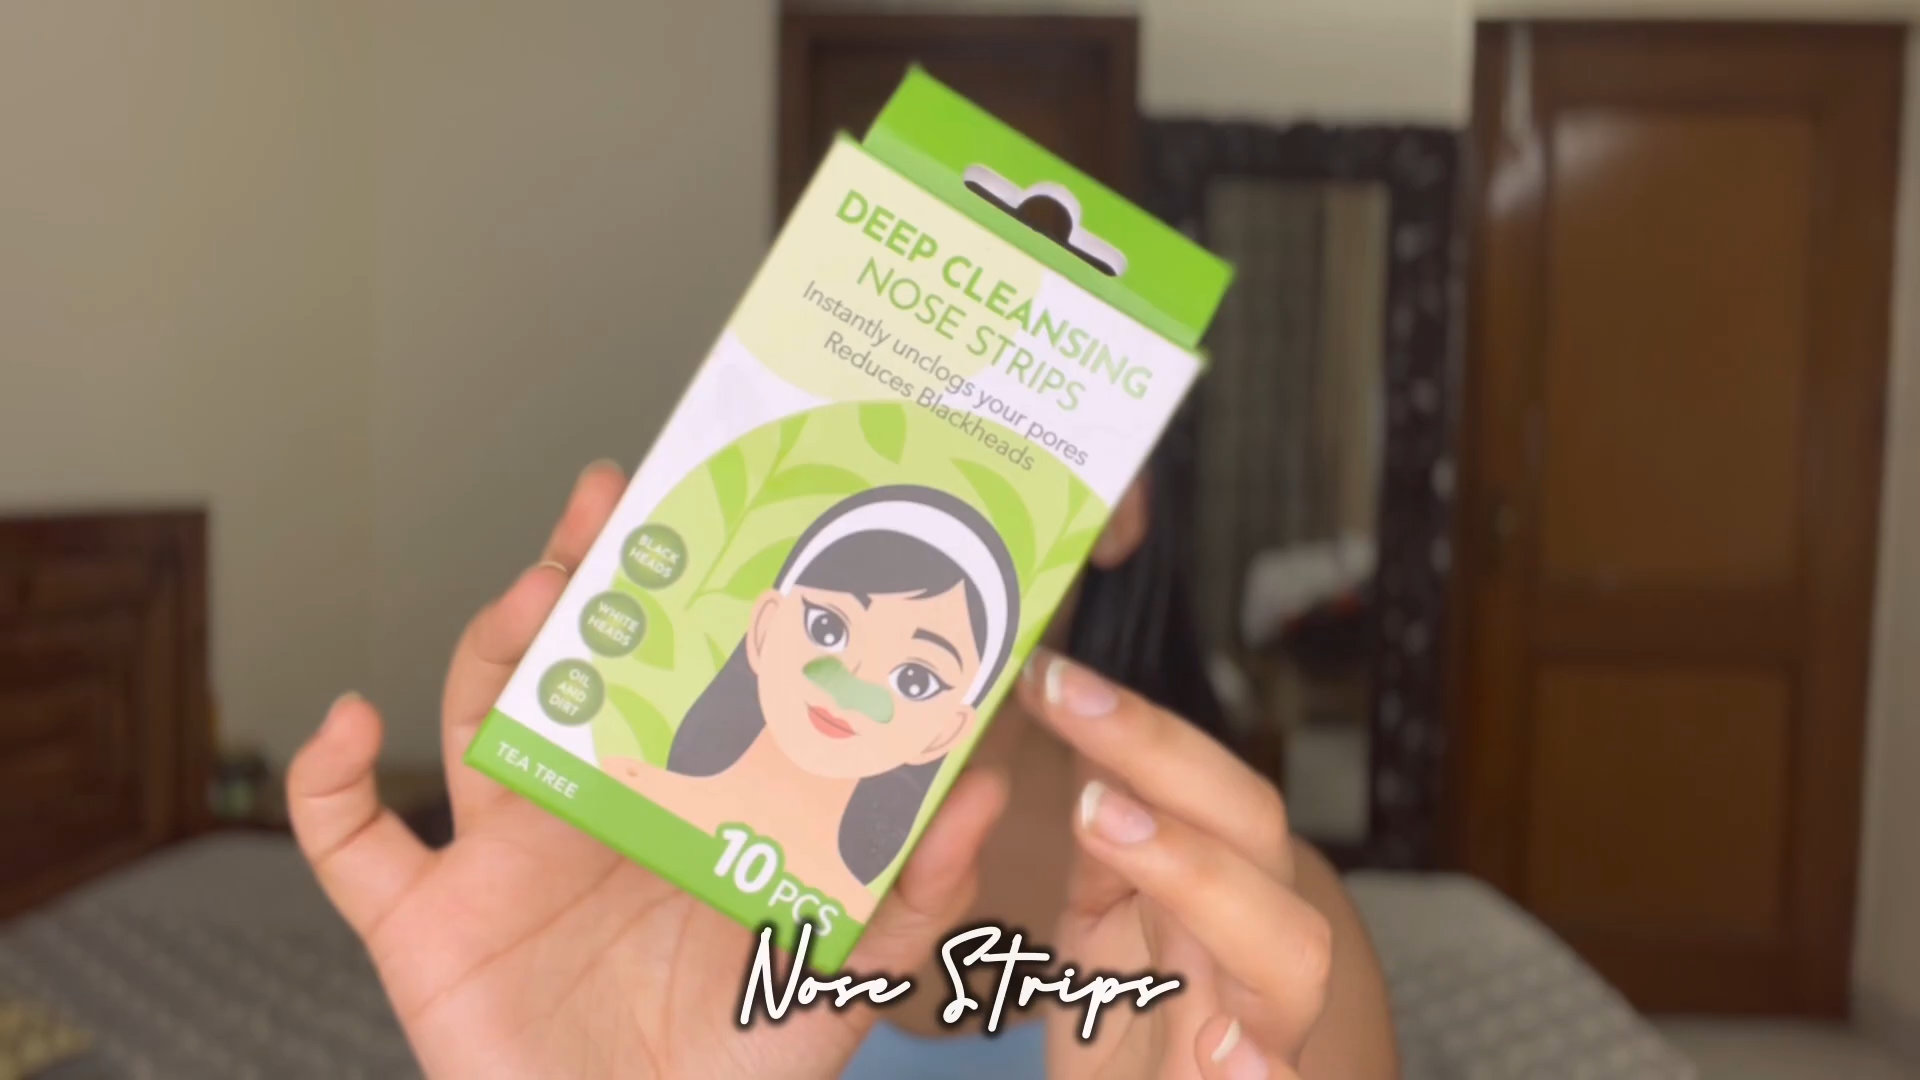 DEEP CLEANSING
NOSE STRIPS
Instantly unclogs your pores
Reduces Blackheads
BLACK
HEADS
WHITE
HEADS
OIL
AND
DIRT
TEA TREE
10 PCS
Nose Strips